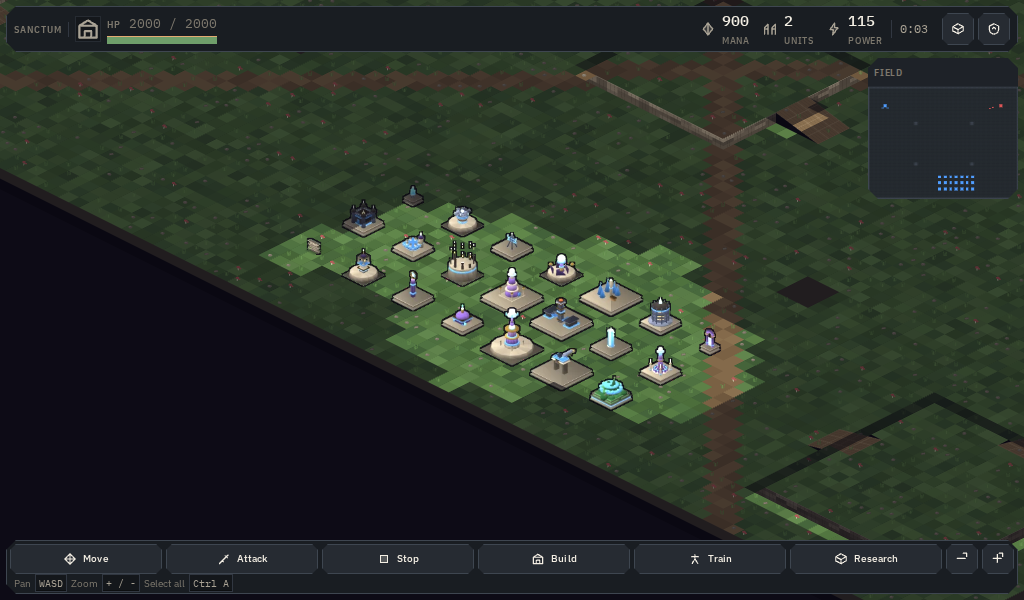 SANCTUM HP 2000 / 2000 900 MANA 2 UNITS 115 POWER 0:03
FIELD
Move Attack Stop Build Train Research
Pan WASD Zoom + / - Select all Ctrl A